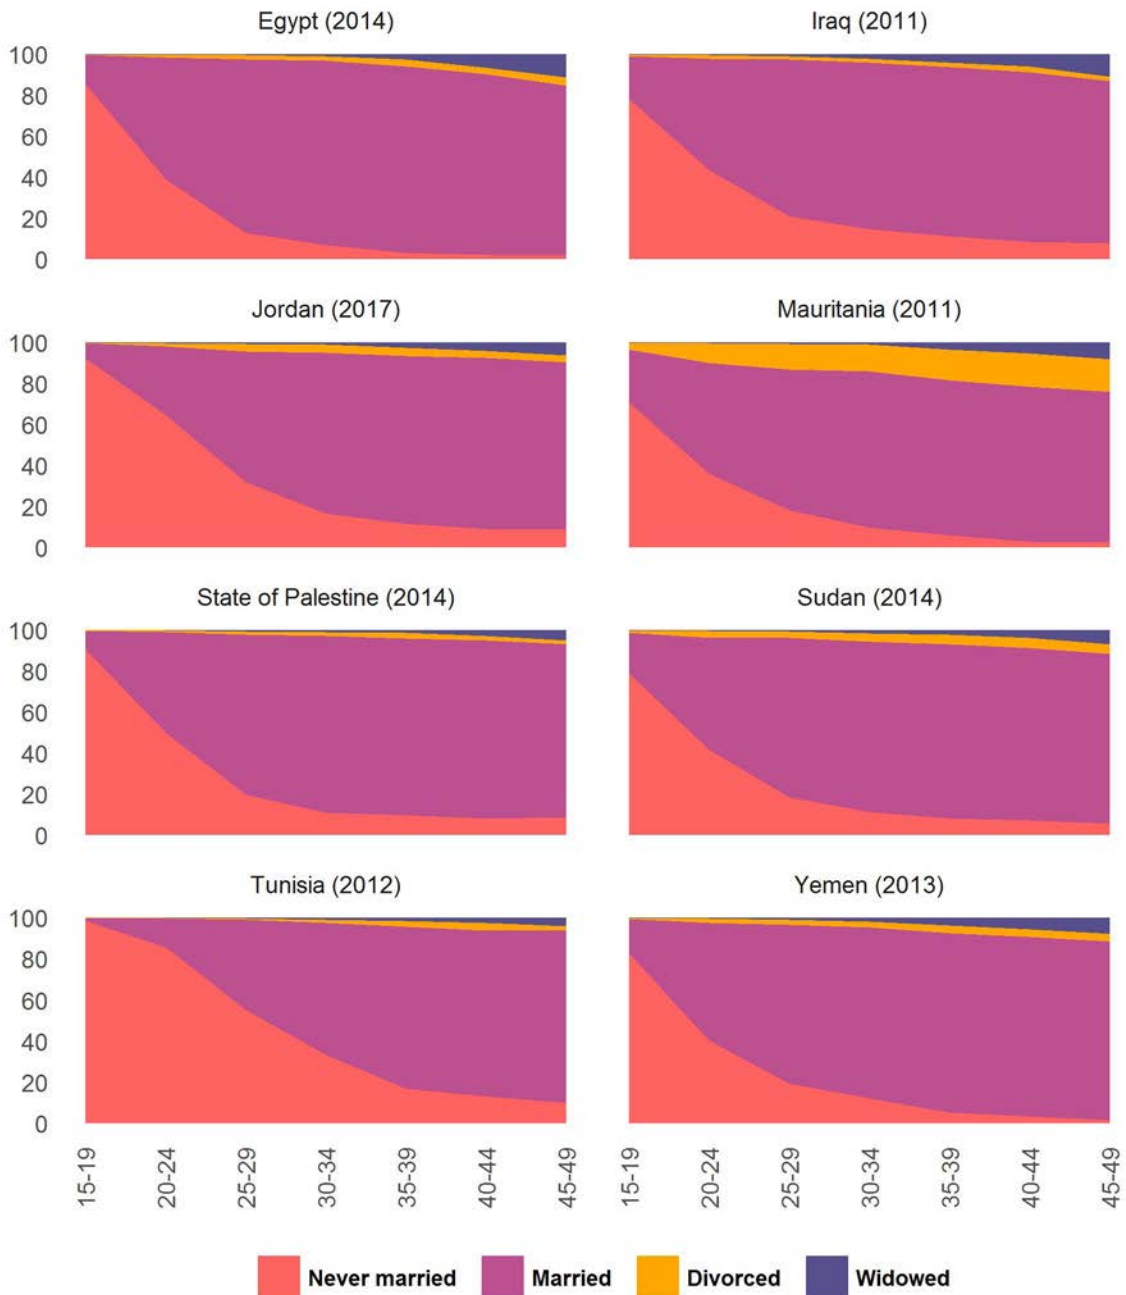 Egypt (2014)
Iraq (2011)
100
80
60
40
20
0
Jordan (2017)
Mauritania (2011)
100
80
60
40
20
0
State of Palestine (2014)
Sudan (2014)
100
80
60
40
20
0
Tunisia (2012)
Yemen (2013)
100
80
60
40
20
0
15-19 20-24 25-29 30-34 35-39 40-44 45-49
15-19 20-24 25-29 30-34 35-39 40-44 45-49
Never married Married Divorced Widowed